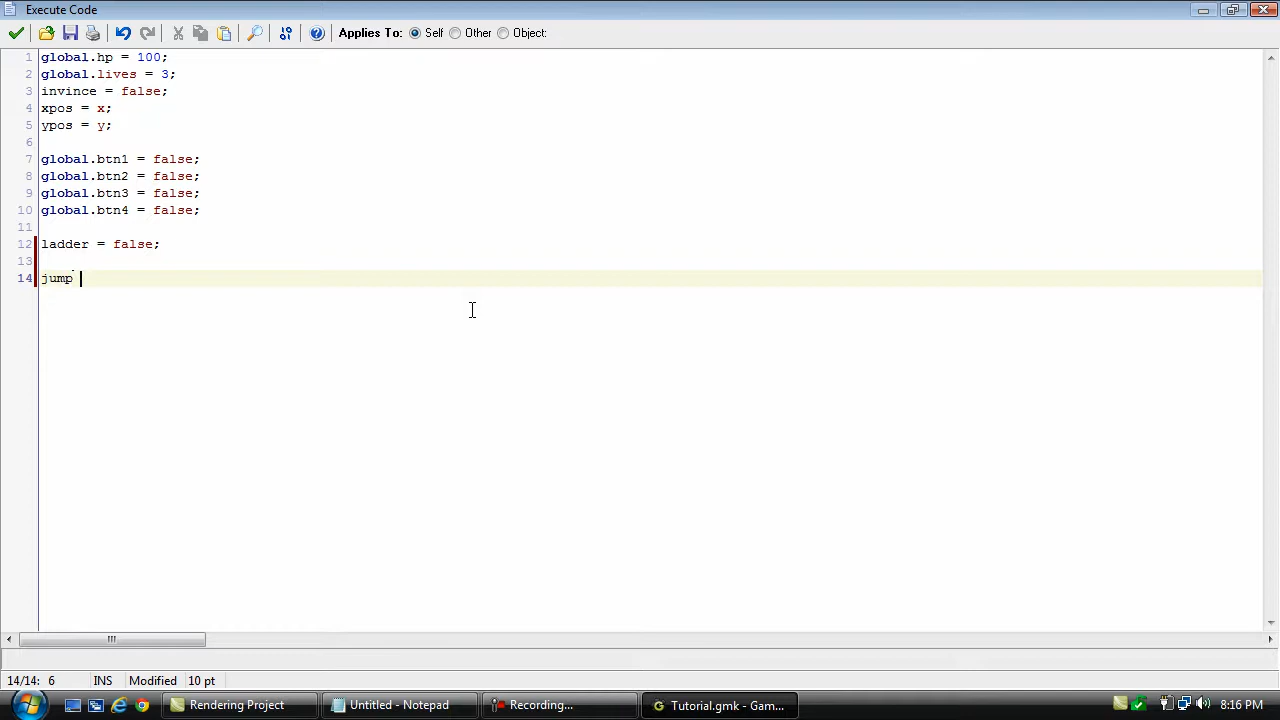 Execute Code
Applies To: Self Other Object:
1 global.hp = 100;
2 global.lives = 3;
3 invince = false;
4 xpos = x;
5 ypos = y;
6
7 global.btn1 = false;
8 global.btn2 = false;
9 global.btn3 = false;
10 global.btn4 = false;
11
12 ladder = false;
13
14 jump
14/14: 6 INS Modified 10 pt
Rendering Project Untitled - Notepad Recording... Tutorial.gmk - Gam... 8:16 PM